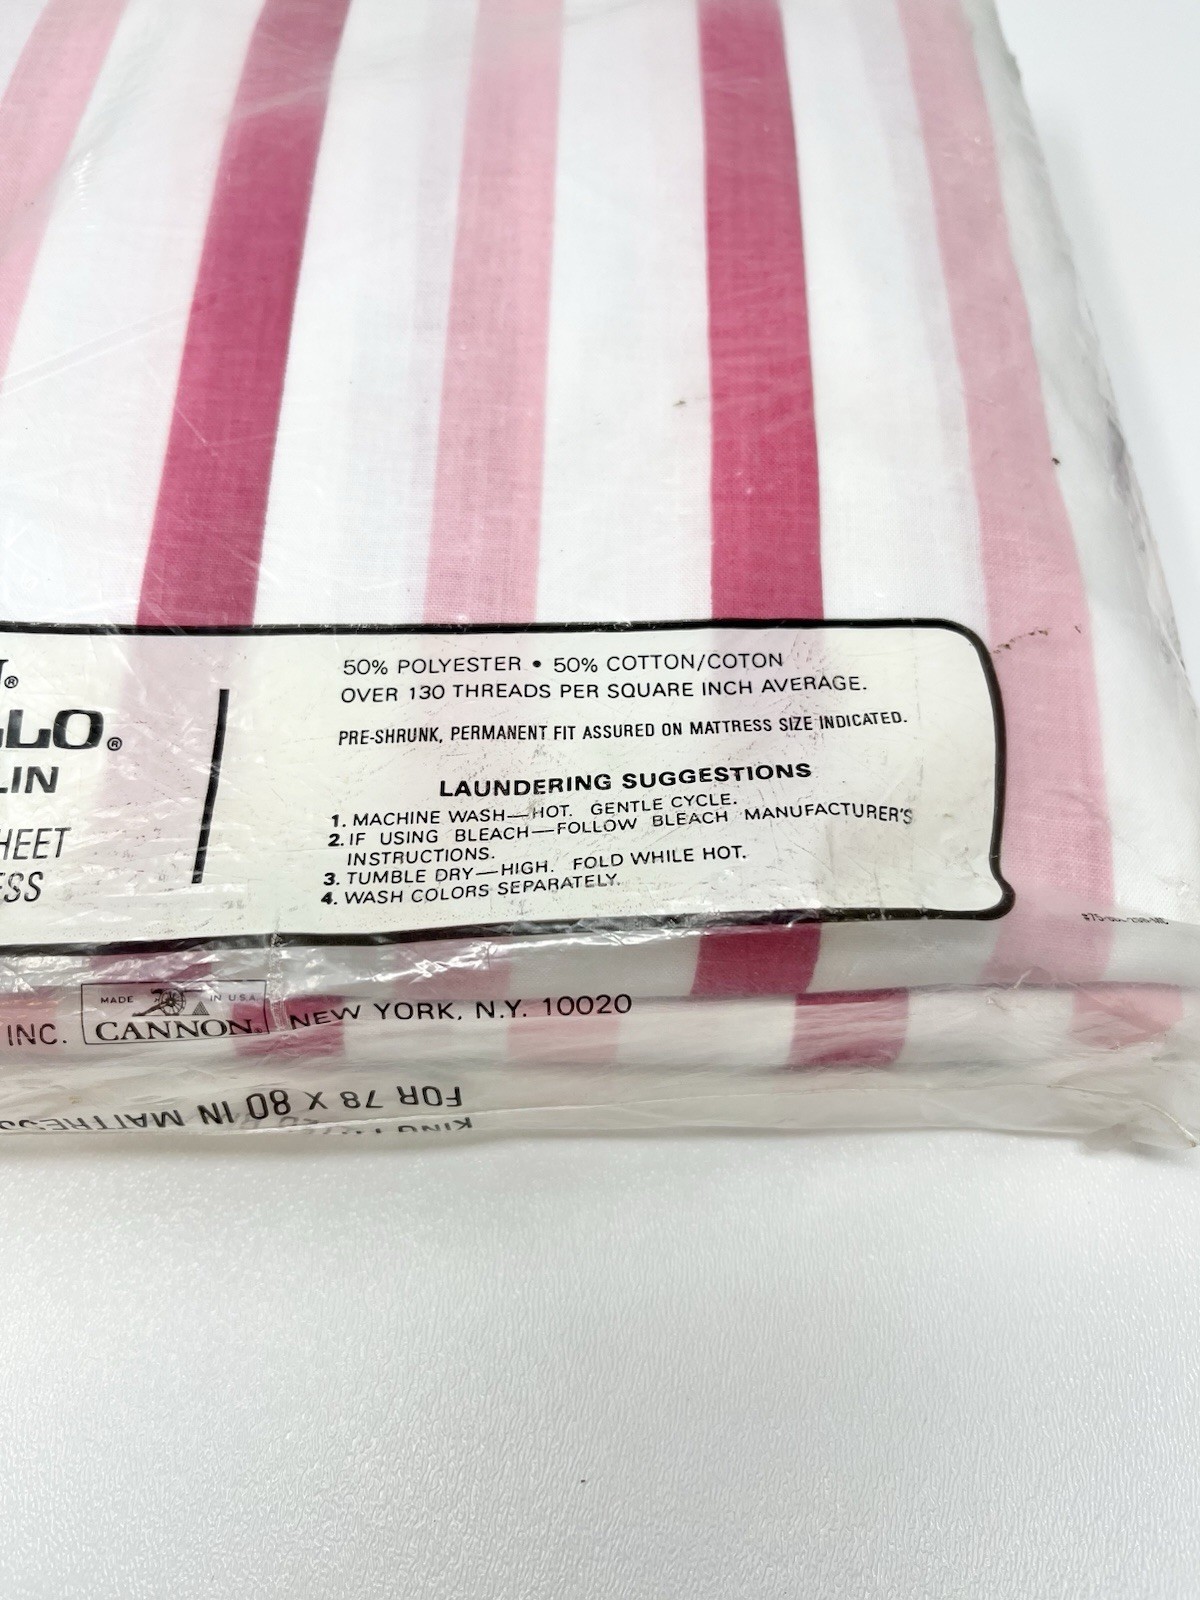 ®
LLO®
LIN
HEET
ESS
50% POLYESTER • 50% COTTON/COTON
OVER 130 THREADS PER SQUARE INCH AVERAGE.
PRE-SHRUNK, PERMANENT FIT ASSURED ON MATTRESS SIZE INDICATED.
LAUNDERING SUGGESTIONS
1. MACHINE WASH—HOT. GENTLE CYCLE.
2. IF USING BLEACH—FOLLOW BLEACH MANUFACTURER'S
INSTRUCTIONS.
3. TUMBLE DRY—HIGH. FOLD WHILE HOT.
4. WASH COLORS SEPARATELY.
INC. MADE IN U.S.A. CANNON® NEW YORK, N.Y. 10020
FOR 78 X 80 IN MATTRESS
KING